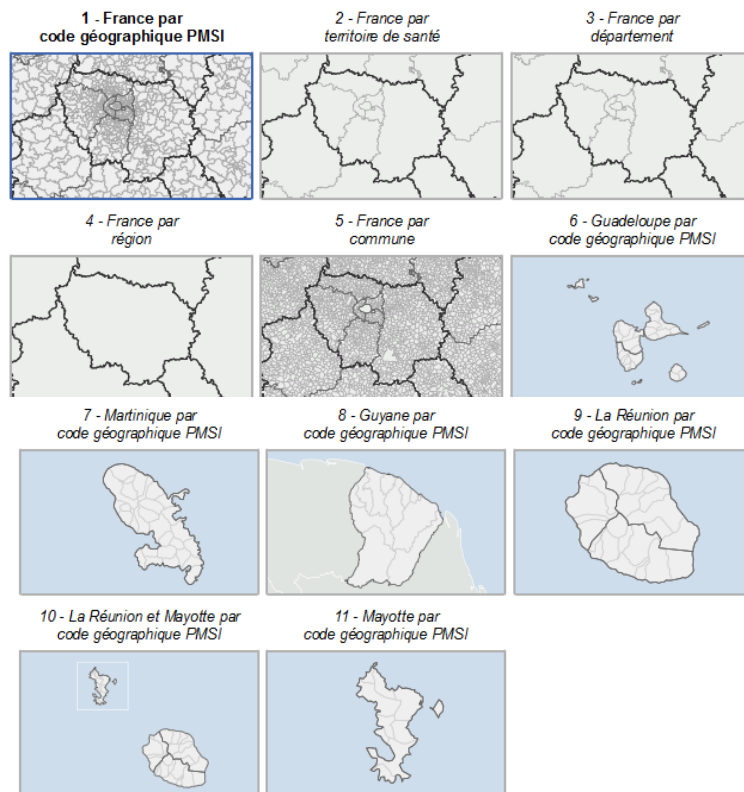 1 - France par
code géographique PMSI
2 - France par
territoire de santé
3 - France par
département
4 - France par
région
5 - France par
commune
6 - Guadeloupe par
code géographique PMSI
7 - Martinique par
code géographique PMSI
8 - Guyane par
code géographique PMSI
9 - La Réunion par
code géographique PMSI
10 - La Réunion et Mayotte par
code géographique PMSI
11 - Mayotte par
code géographique PMSI